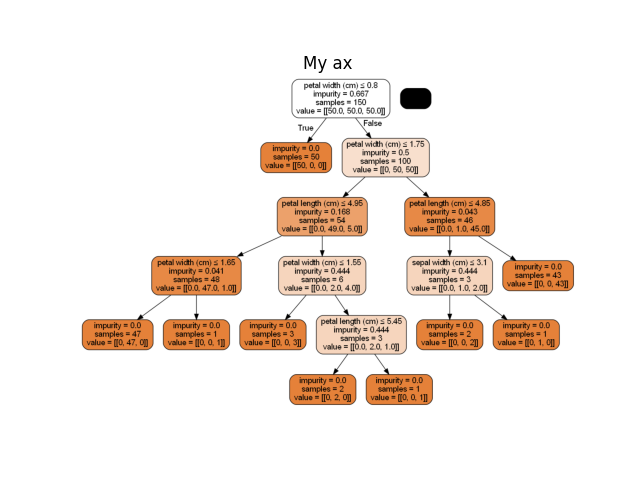 My ax
petal width (cm) ≤ 0.8
impurity = 0.667
samples = 150
value = [[50.0, 50.0, 50.0]]
True
False
impurity = 0.0
samples = 50
value = [[50, 0, 0]]
petal width (cm) ≤ 1.75
impurity = 0.5
samples = 100
value = [[0, 50, 50]]
petal length (cm) ≤ 4.95
impurity = 0.168
samples = 54
value = [[0.0, 49.0, 5.0]]
petal length (cm) ≤ 4.85
impurity = 0.043
samples = 46
value = [[0.0, 1.0, 45.0]]
petal width (cm) ≤ 1.65
impurity = 0.041
samples = 48
value = [[0.0, 47.0, 1.0]]
petal width (cm) ≤ 1.55
impurity = 0.444
samples = 6
value = [[0.0, 2.0, 4.0]]
sepal width (cm) ≤ 3.1
impurity = 0.444
samples = 3
value = [[0.0, 1.0, 2.0]]
impurity = 0.0
samples = 43
value = [[0, 0, 43]]
impurity = 0.0
samples = 47
value = [[0, 47, 0]]
impurity = 0.0
samples = 1
value = [[0, 0, 1]]
impurity = 0.0
samples = 3
value = [[0, 0, 3]]
petal length (cm) ≤ 5.45
impurity = 0.444
samples = 3
value = [[0.0, 2.0, 1.0]]
impurity = 0.0
samples = 2
value = [[0, 0, 2]]
impurity = 0.0
samples = 1
value = [[0, 1, 0]]
impurity = 0.0
samples = 2
value = [[0, 2, 0]]
impurity = 0.0
samples = 1
value = [[0, 0, 1]]